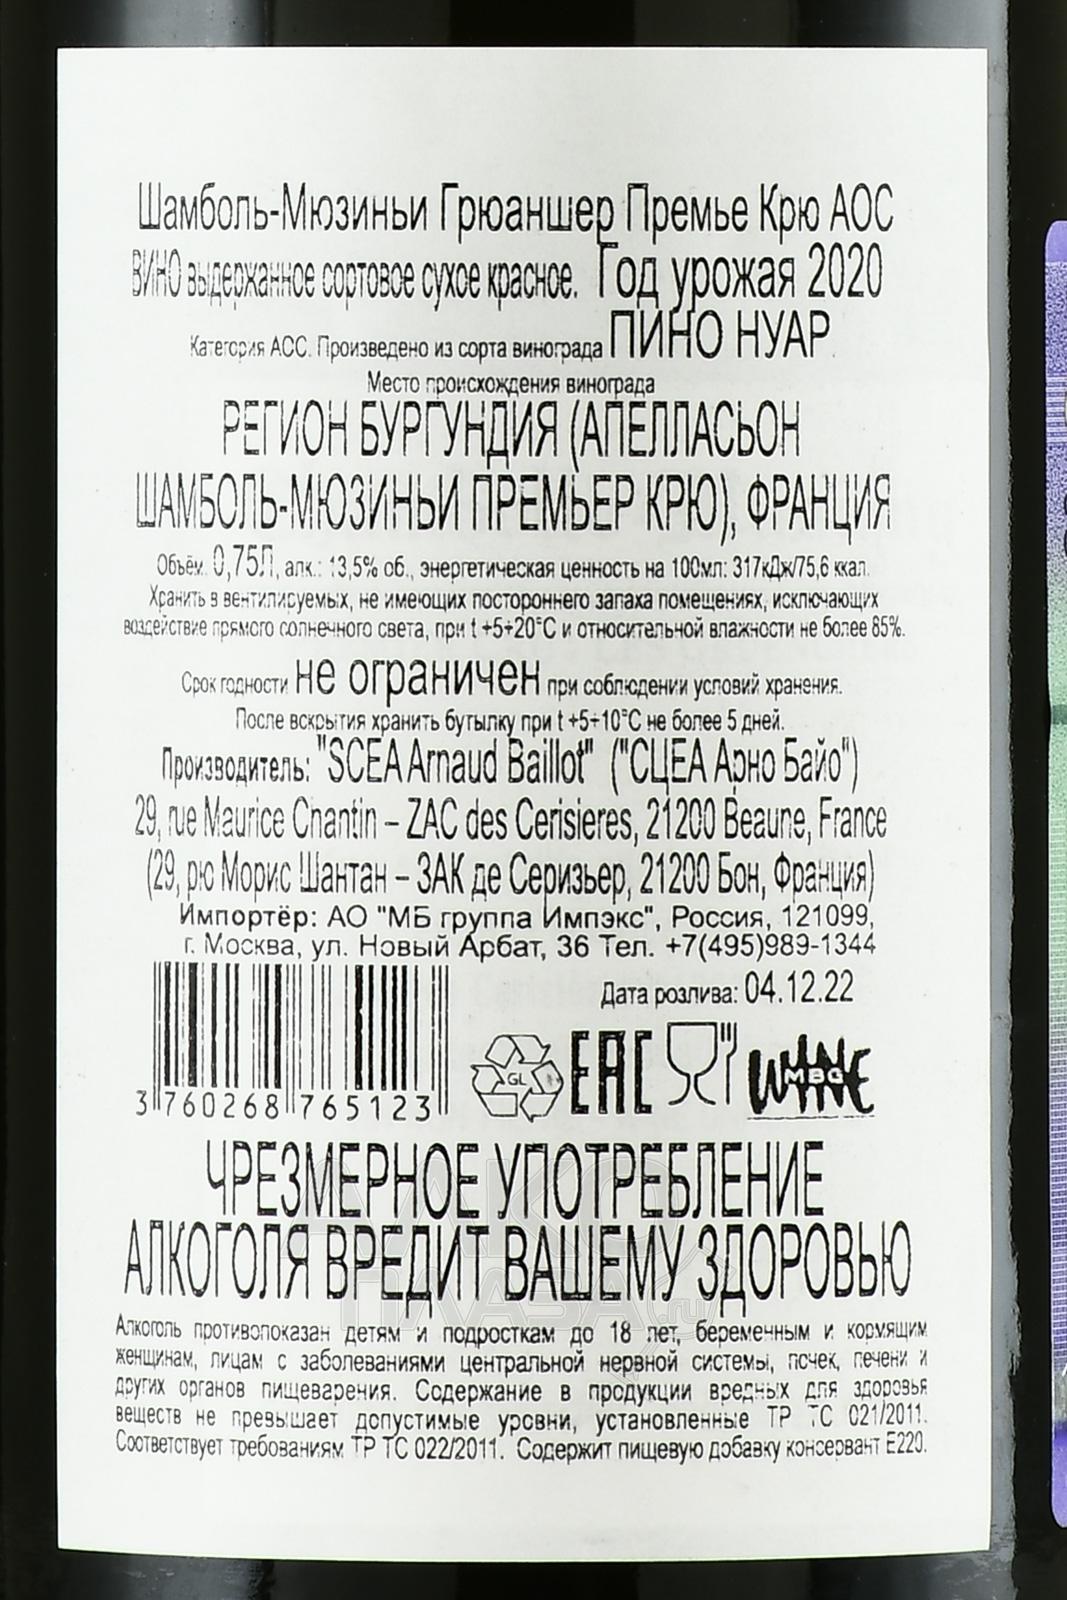 Шамболь-Мюзиньи Грюаншер Премье Крю АОС
ВИНО выдержанное сортовое сухое красное. Год урожая 2020
Категория АОС. Произведено из сорта винограда ПИНО НУАР
Место происхождения винограда
РЕГИОН БУРГУНДИЯ (АПЕЛЛАСЬОН
ШАМБОЛЬ-МЮЗИНЬИ ПРЕМЬЕР КРЮ), ФРАНЦИЯ
Объём. 0,75Л, алк.: 13,5% об., энергетическая ценность на 100мл: 317кДж/75,6 ккал.
Хранить в вентилируемых, не имеющих постороннего запаха помещениях, исключающих
воздействие прямого солнечного света, при t +5÷20°С и относительной влажности не более 85%.
Срок годности не ограничен при соблюдении условий хранения.
После вскрытия хранить бутылку при t +5÷10°С не более 5 дней.
Производитель: "SCEA Arnaud Baillot" ("СЦЕА Арно Байо")
29, rue Maurice Chantin – ZAC des Cerisieres, 21200 Beaune, France
(29, рю Морис Шантан – ЗАК де Серизьер, 21200 Бон, Франция)
Импортёр: АО "МБ группа Импэкс", Россия, 121099,
г. Москва, ул. Новый Арбат, 36 Тел. +7(495)989-1344
Дата розлива: 04.12.22
GL EAC WINE MBG
3 760268 765123
ЧРЕЗМЕРНОЕ УПОТРЕБЛЕНИЕ
АЛКОГОЛЯ ВРЕДИТ ВАШЕМУ ЗДОРОВЬЮ
Алкоголь противопоказан детям и подросткам до 18 лет, беременным и кормящим
женщинам, лицам с заболеваниями центральной нервной системы, почек, печени и
других органов пищеварения. Содержание в продукции вредных для здоровья
веществ не превышает допустимые уровни, установленные ТР ТС 021/2011.
Соответствует требованиям ТР ТС 022/2011. Содержит пищевую добавку консервант Е220.